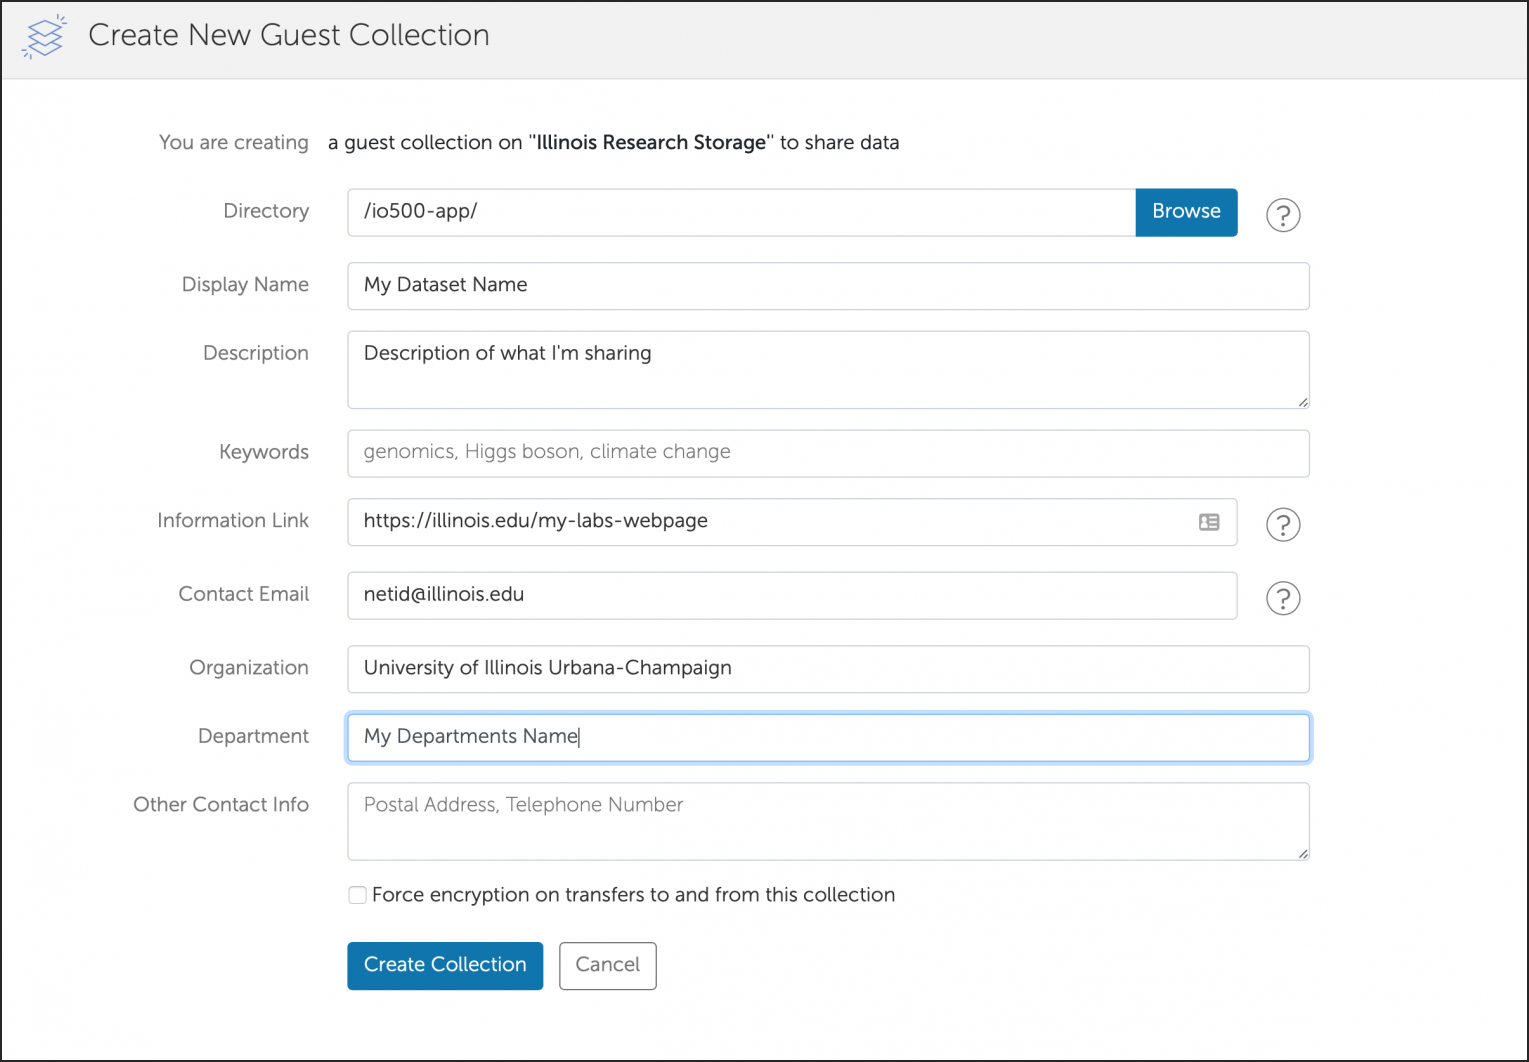 Create New Guest Collection
You are creating a guest collection on "Illinois Research Storage" to share data
Directory /io500-app/ Browse ?
Display Name My Dataset Name
Description Description of what I'm sharing
Keywords genomics, Higgs boson, climate change
Information Link https://illinois.edu/my-labs-webpage ?
Contact Email netid@illinois.edu ?
Organization University of Illinois Urbana-Champaign
Department My Departments Name
Other Contact Info Postal Address, Telephone Number
Force encryption on transfers to and from this collection
Create Collection Cancel